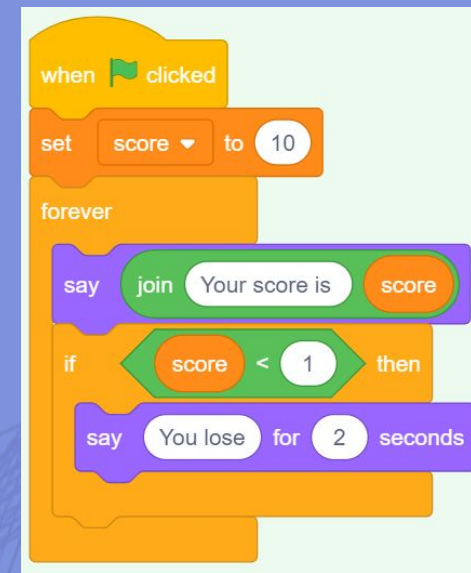 when clicked
set score to 10
forever
say join Your score is score
if score < 1 then
say You lose for 2 seconds